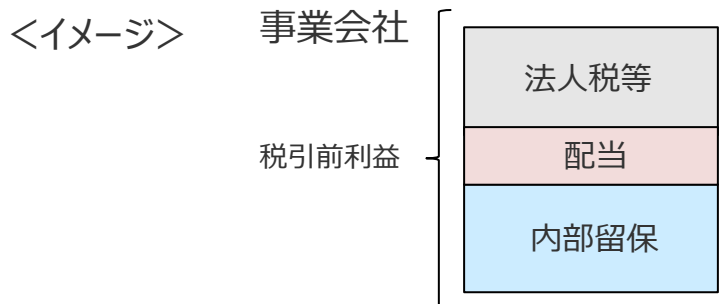 ＜イメージ＞
事業会社
法人税等
税引前利益
配当
内部留保